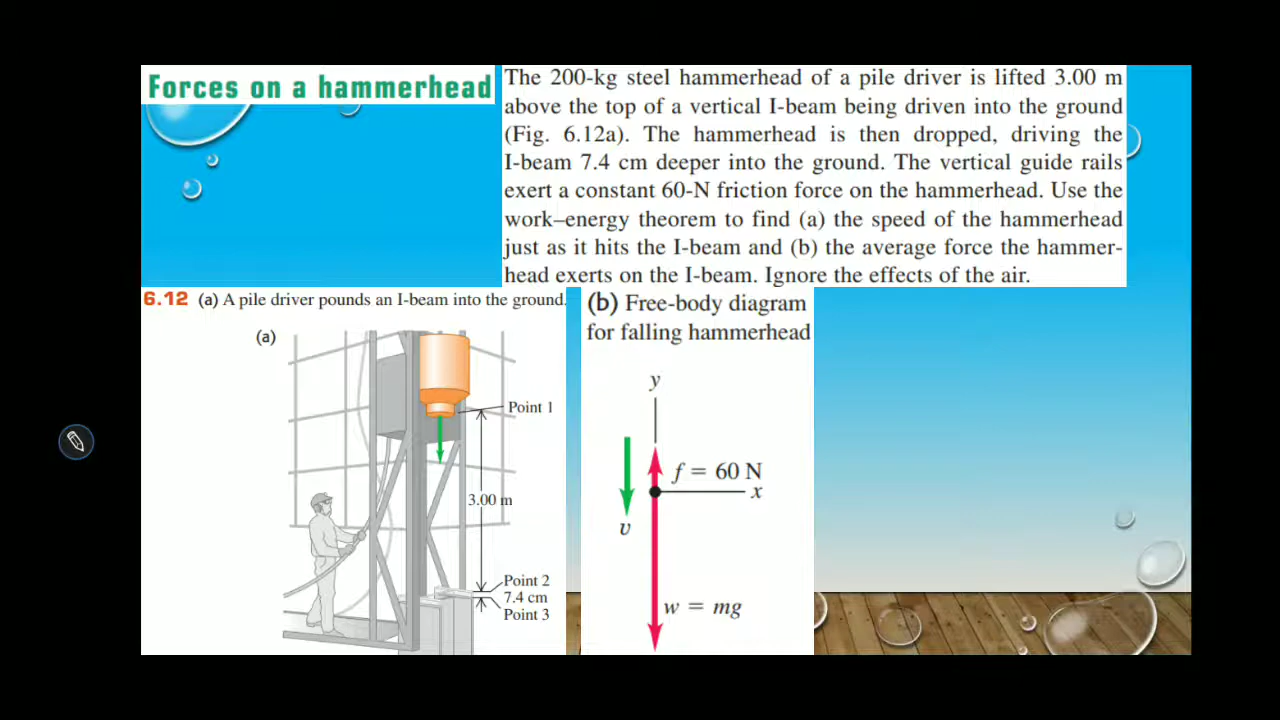 Forces on a hammerhead
The 200-kg steel hammerhead of a pile driver is lifted 3.00 m
above the top of a vertical I-beam being driven into the ground
(Fig. 6.12a). The hammerhead is then dropped, driving the
I-beam 7.4 cm deeper into the ground. The vertical guide rails
exert a constant 60-N friction force on the hammerhead. Use the
work–energy theorem to find (a) the speed of the hammerhead
just as it hits the I-beam and (b) the average force the hammer-
head exerts on the I-beam. Ignore the effects of the air.
6.12 (a) A pile driver pounds an I-beam into the ground.
(a)
Point 1
3.00 m
Point 2
7.4 cm
Point 3
(b) Free-body diagram
for falling hammerhead
y
f = 60 N
x
v
w = mg